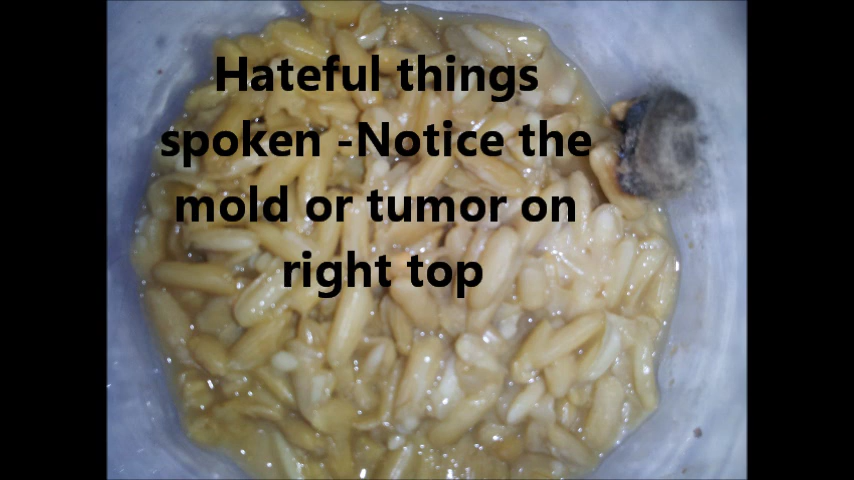 Hateful things
spoken -Notice the
mold or tumor on
right top